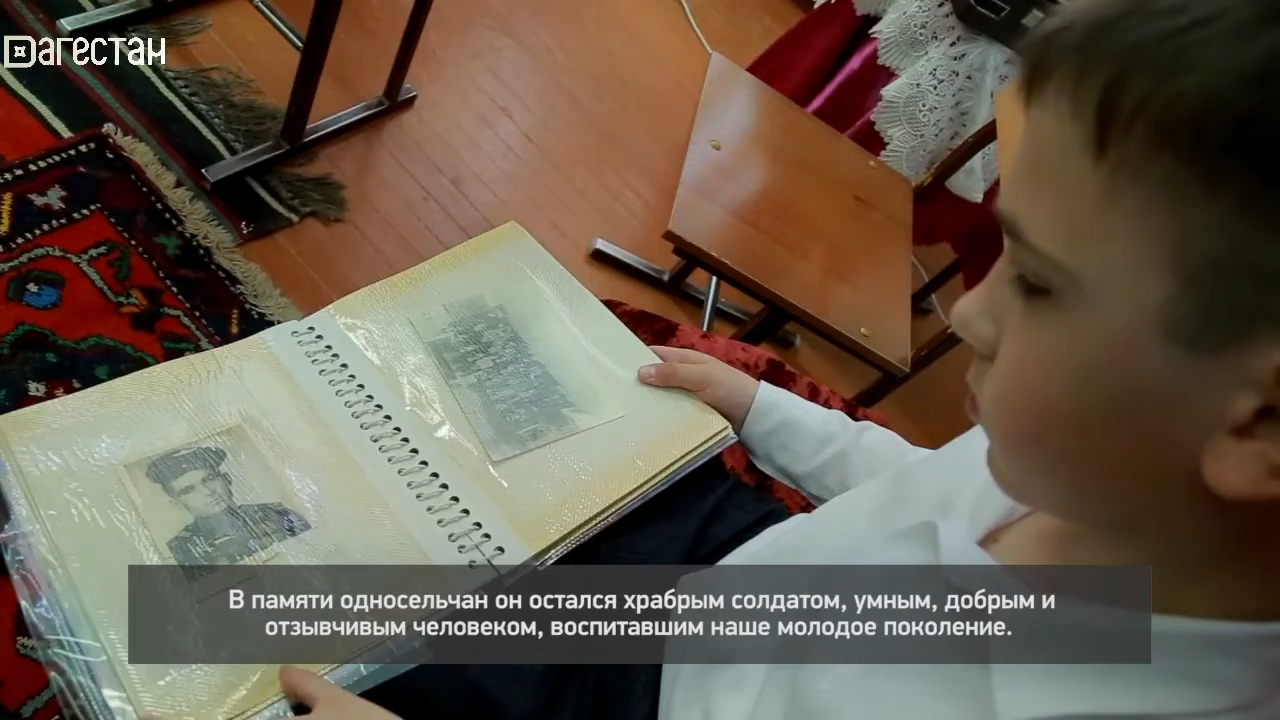 Дагестан
В памяти односельчан он остался храбрым солдатом, умным, добрым и
отзывчивым человеком, воспитавшим наше молодое поколение.